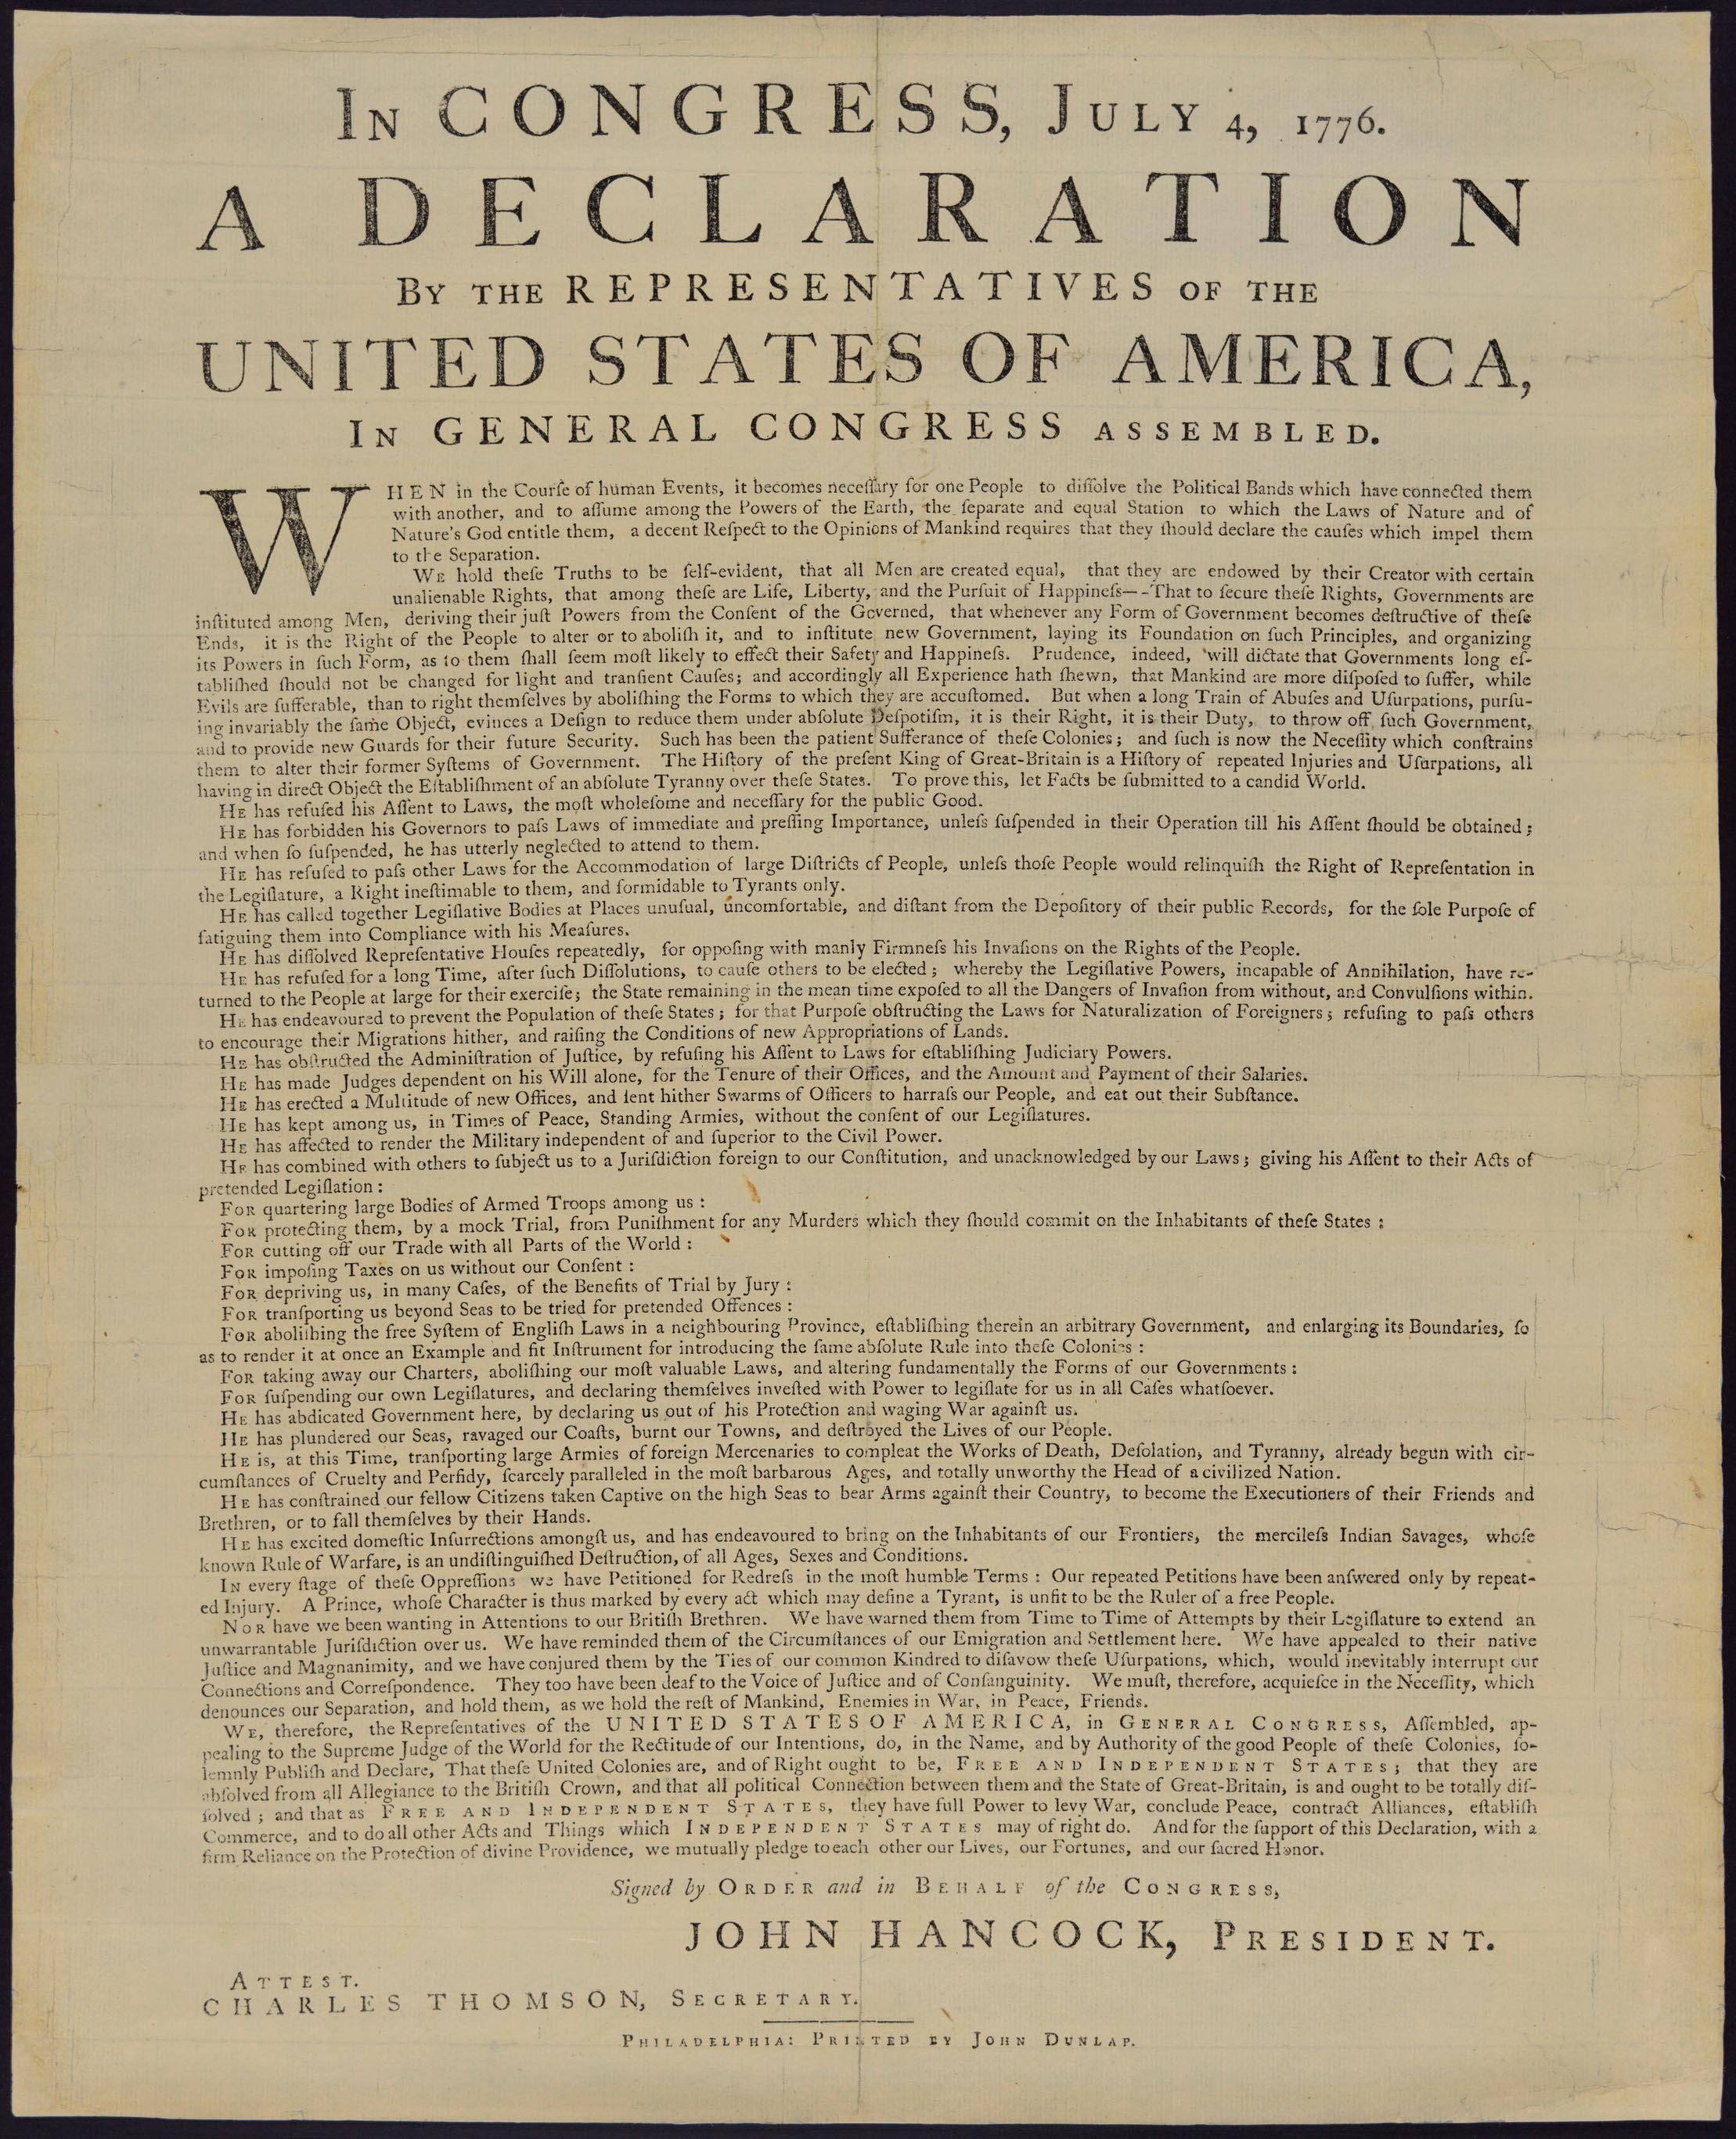 In CONGRESS, July 4, 1776.
A DECLARATION
By the REPRESENTATIVES of the
UNITED STATES OF AMERICA,
In GENERAL CONGRESS assembled.
WHEN in the Courſe of human Events, it becomes neceſſary for one People to diſſolve the Political Bands which have connected them
with another, and to aſſume among the Powers of the Earth, the ſeparate and equal Station to which the Laws of Nature and of
Nature's God entitle them, a decent Reſpect to the Opinions of Mankind requires that they ſhould declare the cauſes which impel them
to the Separation.
We hold theſe Truths to be ſelf-evident, that all Men are created equal, that they are endowed by their Creator with certain
unalienable Rights, that among theſe are Life, Liberty, and the Purſuit of Happineſs--That to ſecure theſe Rights, Governments are
inſtituted among Men, deriving their juſt Powers from the Conſent of the Governed, that whenever any Form of Government becomes deſtructive of theſe
Ends, it is the Right of the People to alter or to aboliſh it, and to inſtitute new Government, laying its Foundation on ſuch Principles, and organizing
its Powers in ſuch Form, as to them ſhall ſeem moſt likely to effect their Safety and Happineſs. Prudence, indeed, will dictate that Governments long eſ-
tabliſhed ſhould not be changed for light and tranſient Cauſes; and accordingly all Experience hath ſhewn, that Mankind are more diſpoſed to ſuffer, while
Evils are ſufferable, than to right themſelves by aboliſhing the Forms to which they are accuſtomed. But when a long Train of Abuſes and Uſurpations, purſu-
ing invariably the ſame Object, evinces a Deſign to reduce them under abſolute Deſpotiſm, it is their Right, it is their Duty, to throw off ſuch Government,
and to provide new Guards for their future Security. Such has been the patient Sufferance of theſe Colonies; and ſuch is now the Neceſſity which conſtrains
them to alter their former Syſtems of Government. The Hiſtory of the preſent King of Great-Britain is a Hiſtory of repeated Injuries and Uſurpations, all
having in direct Object the Eſtabliſhment of an abſolute Tyranny over theſe States. To prove this, let Facts be ſubmitted to a candid World.
He has refuſed his Aſſent to Laws, the moſt wholeſome and neceſſary for the public Good.
He has forbidden his Governors to paſs Laws of immediate and preſſing Importance, unleſs ſuſpended in their Operation till his Aſſent ſhould be obtained;
and when ſo ſuſpended, he has utterly neglected to attend to them.
He has refuſed to paſs other Laws for the Accommodation of large Diſtricts of People, unleſs thoſe People would relinquiſh the Right of Repreſentation in
the Legiſlature, a Right ineſtimable to them, and formidable to Tyrants only.
He has called together Legiſlative Bodies at Places unuſual, uncomfortable, and diſtant from the Depoſitory of their public Records, for the ſole Purpoſe of
fatiguing them into Compliance with his Meaſures.
He has diſſolved Repreſentative Houſes repeatedly, for oppoſing with manly Firmneſs his Invaſions on the Rights of the People.
He has refuſed for a long Time, after ſuch Diſſolutions, to cauſe others to be elected; whereby the Legiſlative Powers, incapable of Annihilation, have re-
turned to the People at large for their exerciſe; the State remaining in the mean time expoſed to all the Dangers of Invaſion from without, and Convulſions within.
He has endeavoured to prevent the Population of theſe States; for that Purpoſe obſtructing the Laws for Naturalization of Foreigners; refuſing to paſs others
to encourage their Migrations hither, and raiſing the Conditions of new Appropriations of Lands.
He has obſtructed the Adminiſtration of Juſtice, by refuſing his Aſſent to Laws for eſtabliſhing Judiciary Powers.
He has made Judges dependent on his Will alone, for the Tenure of their Offices, and the Amount and Payment of their Salaries.
He has erected a Multitude of new Offices, and ſent hither Swarms of Officers to harraſs our People, and eat out their Subſtance.
He has kept among us, in Times of Peace, Standing Armies, without the conſent of our Legiſlatures.
He has affected to render the Military independent of and ſuperior to the Civil Power.
He has combined with others to ſubject us to a Juriſdiction foreign to our Conſtitution, and unacknowledged by our Laws; giving his Aſſent to their Acts of
pretended Legiſlation:
For quartering large Bodies of Armed Troops among us:
For protecting them, by a mock Trial, from Puniſhment for any Murders which they ſhould commit on the Inhabitants of theſe States:
For cutting off our Trade with all Parts of the World:
For impoſing Taxes on us without our Conſent:
For depriving us, in many Caſes, of the Benefits of Trial by Jury:
For tranſporting us beyond Seas to be tried for pretended Offences:
For aboliſhing the free Syſtem of Engliſh Laws in a neighbouring Province, eſtabliſhing therein an arbitrary Government, and enlarging its Boundaries, ſo
as to render it at once an Example and fit Inſtrument for introducing the ſame abſolute Rule into theſe Colonies:
For taking away our Charters, aboliſhing our moſt valuable Laws, and altering fundamentally the Forms of our Governments:
For ſuſpending our own Legiſlatures, and declaring themſelves inveſted with Power to legiſlate for us in all Caſes whatſoever.
He has abdicated Government here, by declaring us out of his Protection and waging War againſt us.
He has plundered our Seas, ravaged our Coaſts, burnt our Towns, and deſtroyed the Lives of our People.
He is, at this Time, tranſporting large Armies of foreign Mercenaries to compleat the Works of Death, Deſolation, and Tyranny, already begun with cir-
cumſtances of Cruelty and Perfidy, ſcarcely paralleled in the moſt barbarous Ages, and totally unworthy the Head of a civilized Nation.
He has conſtrained our fellow Citizens taken Captive on the high Seas to bear Arms againſt their Country, to become the Executioners of their Friends and
Brethren, or to fall themſelves by their Hands.
He has excited domeſtic Inſurrections amongſt us, and has endeavoured to bring on the Inhabitants of our Frontiers, the mercileſs Indian Savages, whoſe
known Rule of Warfare, is an undiſtinguiſhed Deſtruction, of all Ages, Sexes and Conditions.
In every ſtage of theſe Oppreſſions we have Petitioned for Redreſs in the moſt humble Terms: Our repeated Petitions have been anſwered only by repeat-
ed Injury. A Prince, whoſe Character is thus marked by every act which may define a Tyrant, is unfit to be the Ruler of a free People.
Nor have we been wanting in Attentions to our Britiſh Brethren. We have warned them from Time to Time of Attempts by their Legiſlature to extend an
unwarrantable Juriſdiction over us. We have reminded them of the Circumſtances of our Emigration and Settlement here. We have appealed to their native
Juſtice and Magnanimity, and we have conjured them by the Ties of our common Kindred to diſavow theſe Uſurpations, which, would inevitably interrupt our
Connections and Correſpondence. They too have been deaf to the Voice of Juſtice and of Conſanguinity. We muſt, therefore, acquieſce in the Neceſſity, which
denounces our Separation, and hold them, as we hold the reſt of Mankind, Enemies in War, in Peace, Friends.
We, therefore, the Repreſentatives of the UNITED STATES OF AMERICA, in General Congress, Aſſembled, ap-
pealing to the Supreme Judge of the World for the Rectitude of our Intentions, do, in the Name, and by Authority of the good People of theſe Colonies, ſo-
lemnly Publiſh and Declare, That theſe United Colonies are, and of Right ought to be, Free and Independent States; that they are
abſolved from all Allegiance to the Britiſh Crown, and that all political Connection between them and the State of Great-Britain, is and ought to be totally diſ-
ſolved; and that as Free and Independent States, they have full Power to levy War, conclude Peace, contract Alliances, eſtabliſh
Commerce, and to do all other Acts and Things which Independent States may of right do. And for the ſupport of this Declaration, with a
firm Reliance on the Protection of divine Providence, we mutually pledge to each other our Lives, our Fortunes, and our ſacred Honor.
Signed by Order and in Behalf of the Congress,
JOHN HANCOCK, President.
Attest.
CHARLES THOMSON, Secretary.
Philadelphia: Printed by John Dunlap.